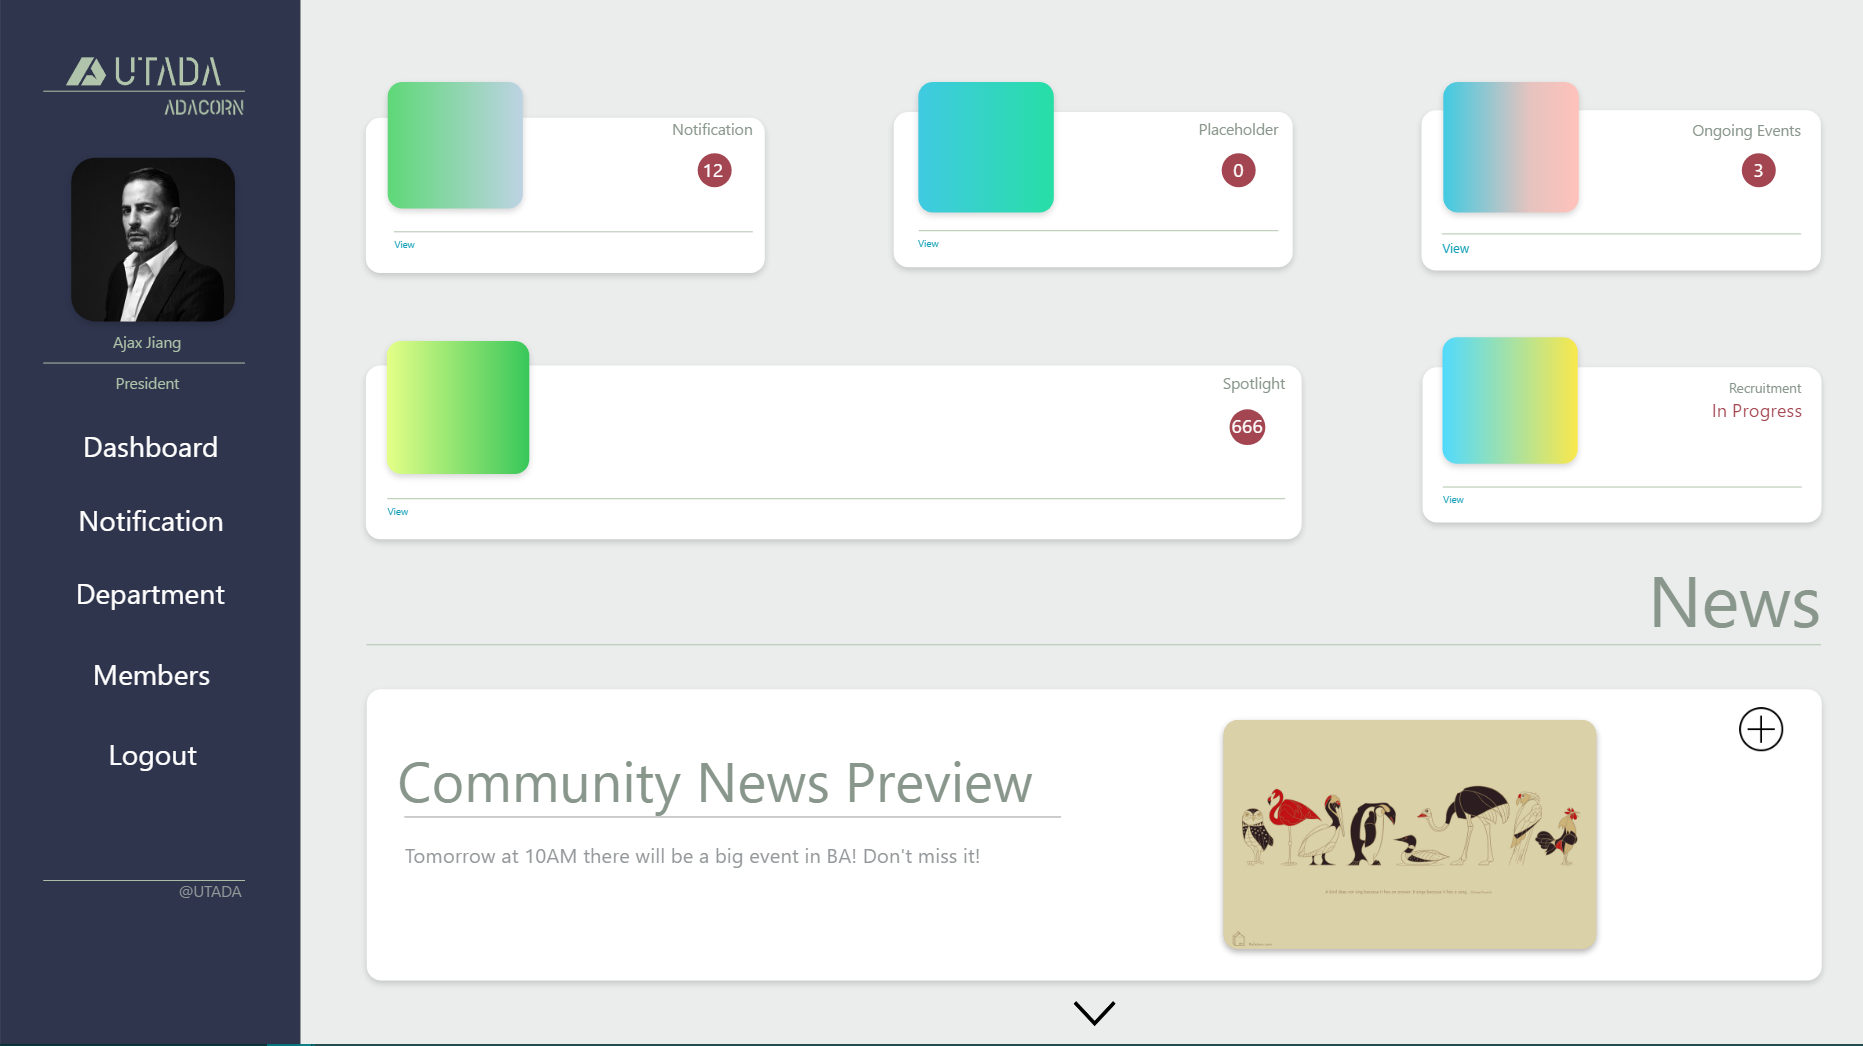 UTADA
ADACORN
Ajax Jiang
President
Dashboard
Notification
Department
Members
Logout
@UTADA
Notification
12
View
Placeholder
0
View
Ongoing Events
3
View
Spotlight
666
View
Recruitment
In Progress
View
News
Community News Preview
Tomorrow at 10AM there will be a big event in BA! Don't miss it!